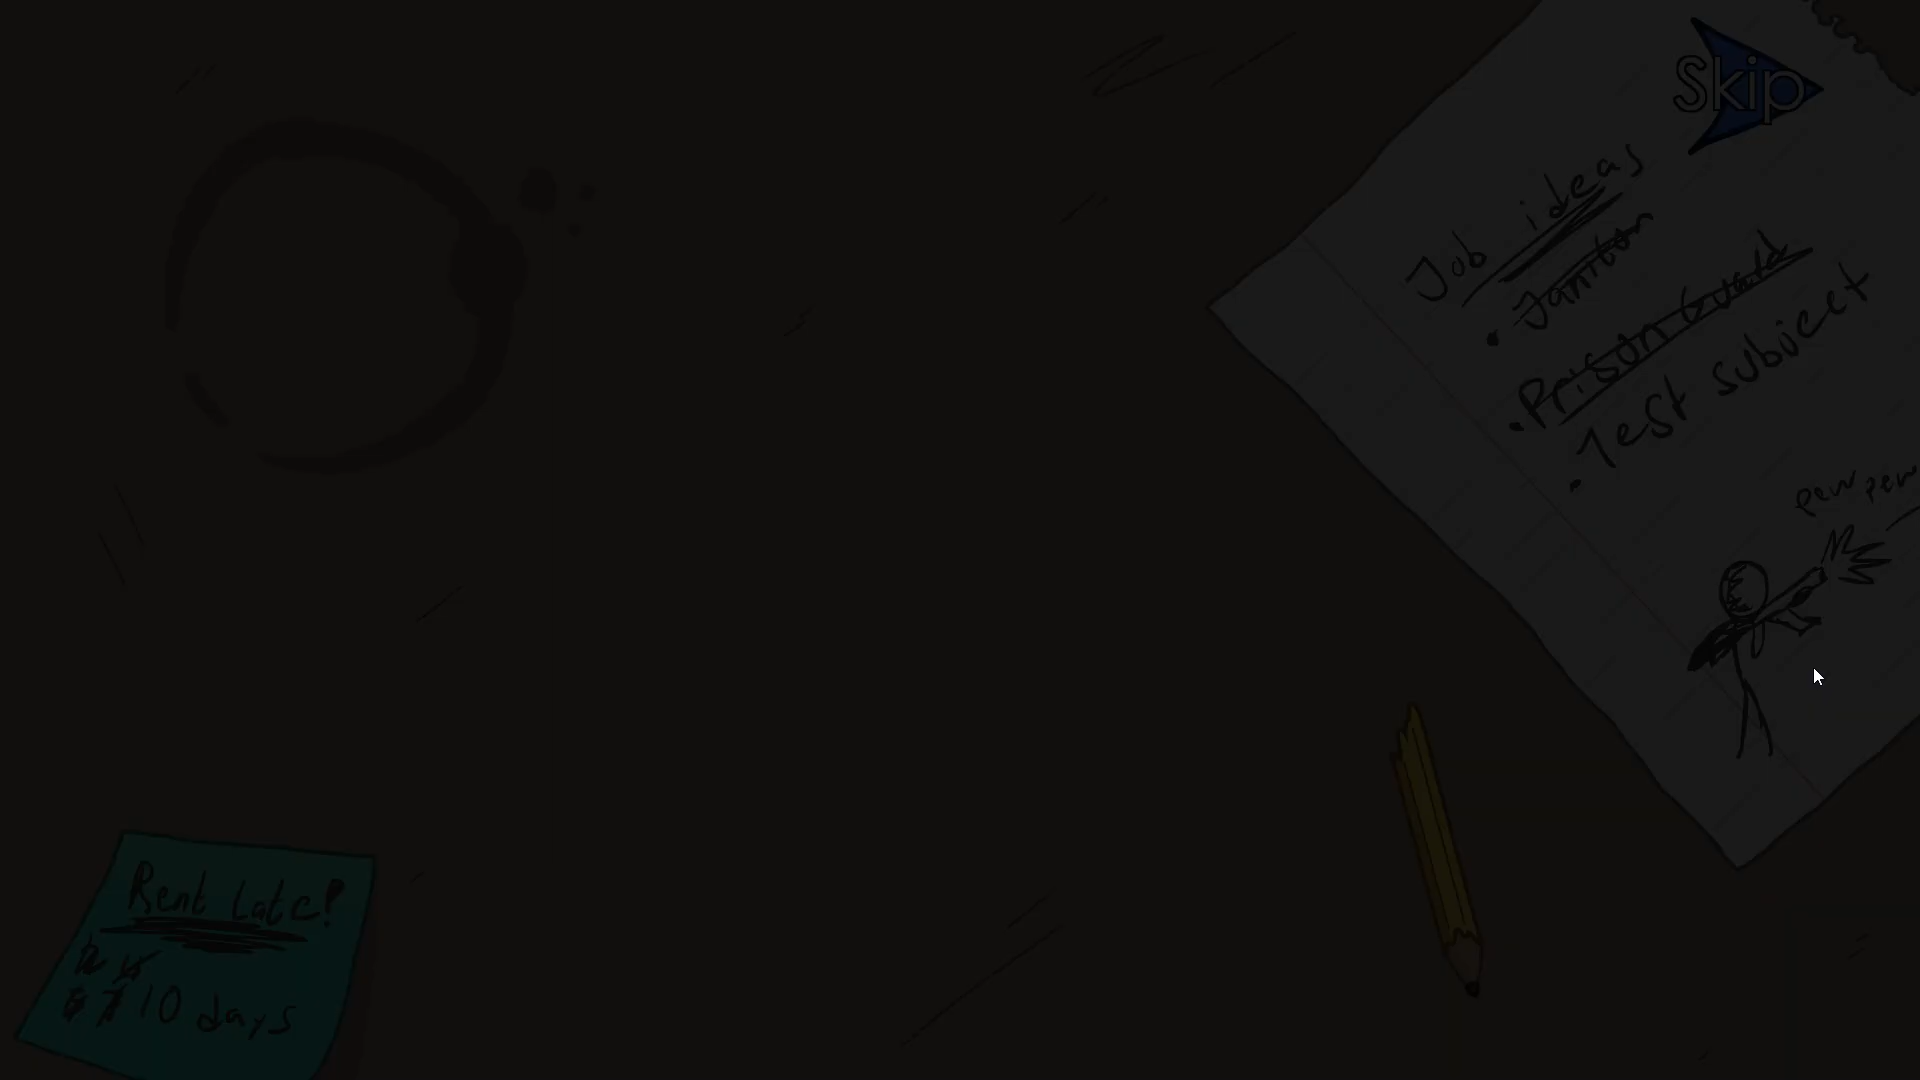 Skip
Job ideas
• Janitor
• Prison Guard
• Test subject
pew pew
Rent Late!
10 days